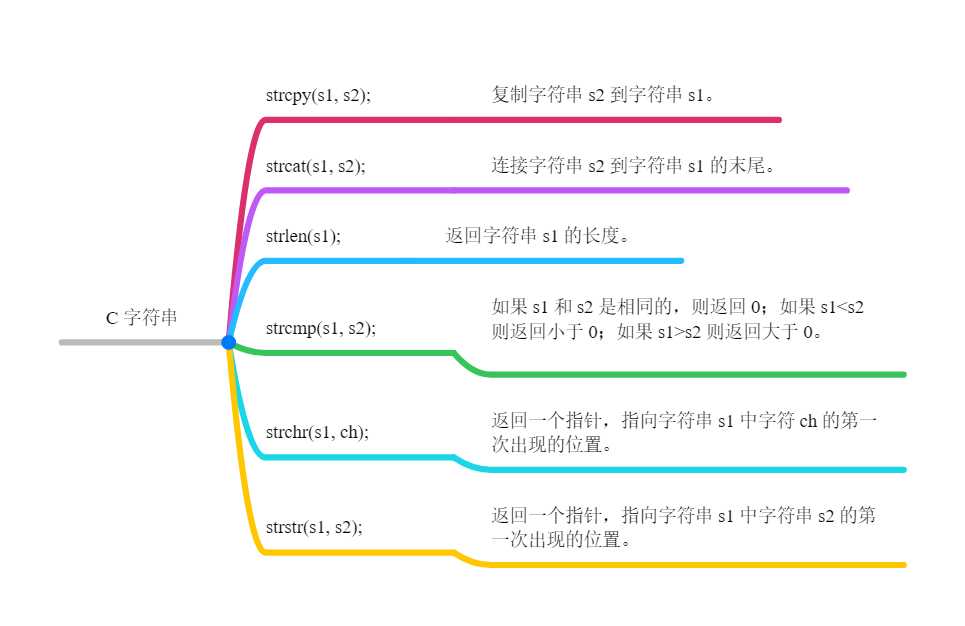 strcpy(s1, s2);
复制字符串 s2 到字符串 s1。
strcat(s1, s2);
连接字符串 s2 到字符串 s1 的末尾。
strlen(s1);
返回字符串 s1 的长度。
C 字符串
strcmp(s1, s2);
如果 s1 和 s2 是相同的，则返回 0；如果 s1<s2
则返回小于 0；如果 s1>s2 则返回大于 0。
strchr(s1, ch);
返回一个指针，指向字符串 s1 中字符 ch 的第一
次出现的位置。
strstr(s1, s2);
返回一个指针，指向字符串 s1 中字符串 s2 的第
一次出现的位置。